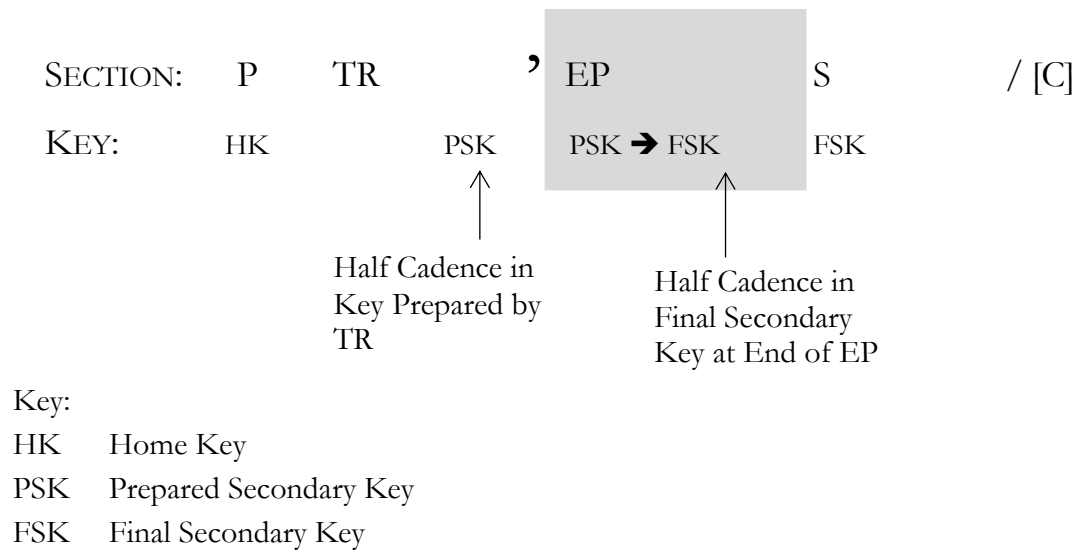 SECTION: P TR , EP S / [C]
KEY: HK PSK PSK ➔ FSK FSK
Half Cadence in
Key Prepared by
TR
Half Cadence in
Final Secondary
Key at End of EP
Key:
HK Home Key
PSK Prepared Secondary Key
FSK Final Secondary Key